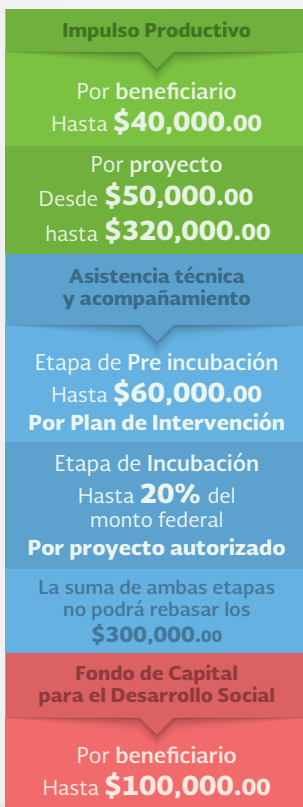 Impulso Productivo
Por beneficiario
Hasta $40,000.00
Por proyecto
Desde $50,000.00
hasta $320,000.00
Asistencia técnica
y acompañamiento
Etapa de Pre incubación
Hasta $60,000.00
Por Plan de Intervención
Etapa de Incubación
Hasta 20% del
monto federal
Por proyecto autorizado
La suma de ambas etapas
no podrá rebasar los
$300,000.00
Fondo de Capital
para el Desarrollo Social
Por beneficiario
Hasta $100,000.00